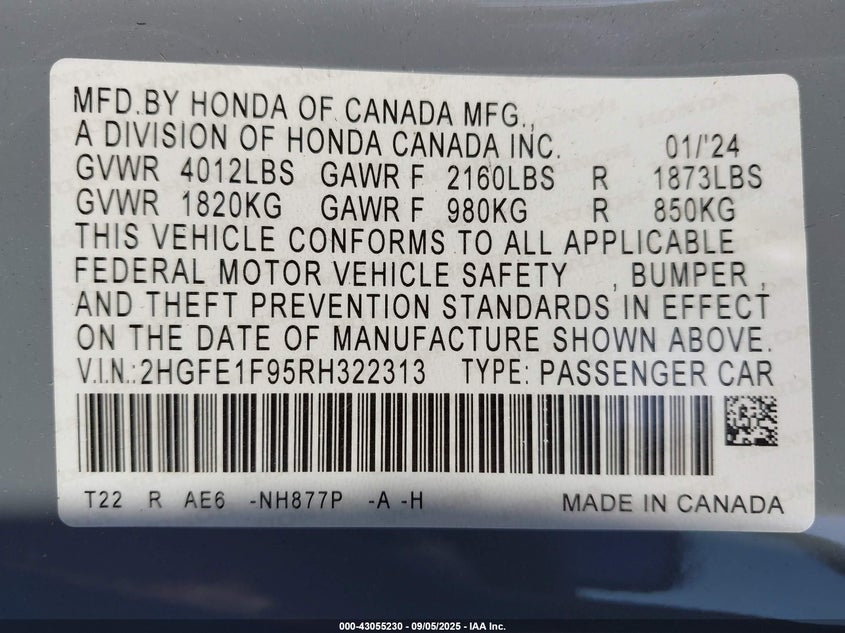 MFD.BY HONDA OF CANADA MFG.,
A DIVISION OF HONDA CANADA INC. 01/'24
GVWR 4012LBS GAWR F 2160LBS R 1873LBS
GVWR 1820KG GAWR F 980KG R 850KG
THIS VEHICLE CONFORMS TO ALL APPLICABLE
FEDERAL MOTOR VEHICLE SAFETY , BUMPER ,
AND THEFT PREVENTION STANDARDS IN EFFECT
ON THE DATE OF MANUFACTURE SHOWN ABOVE.
V.I.N.:2HGFE1F95RH322313 TYPE: PASSENGER CAR
T22 R AE6 -NH877P -A -H MADE IN CANADA
000-43055230 - 09/05/2025 - IAA Inc.